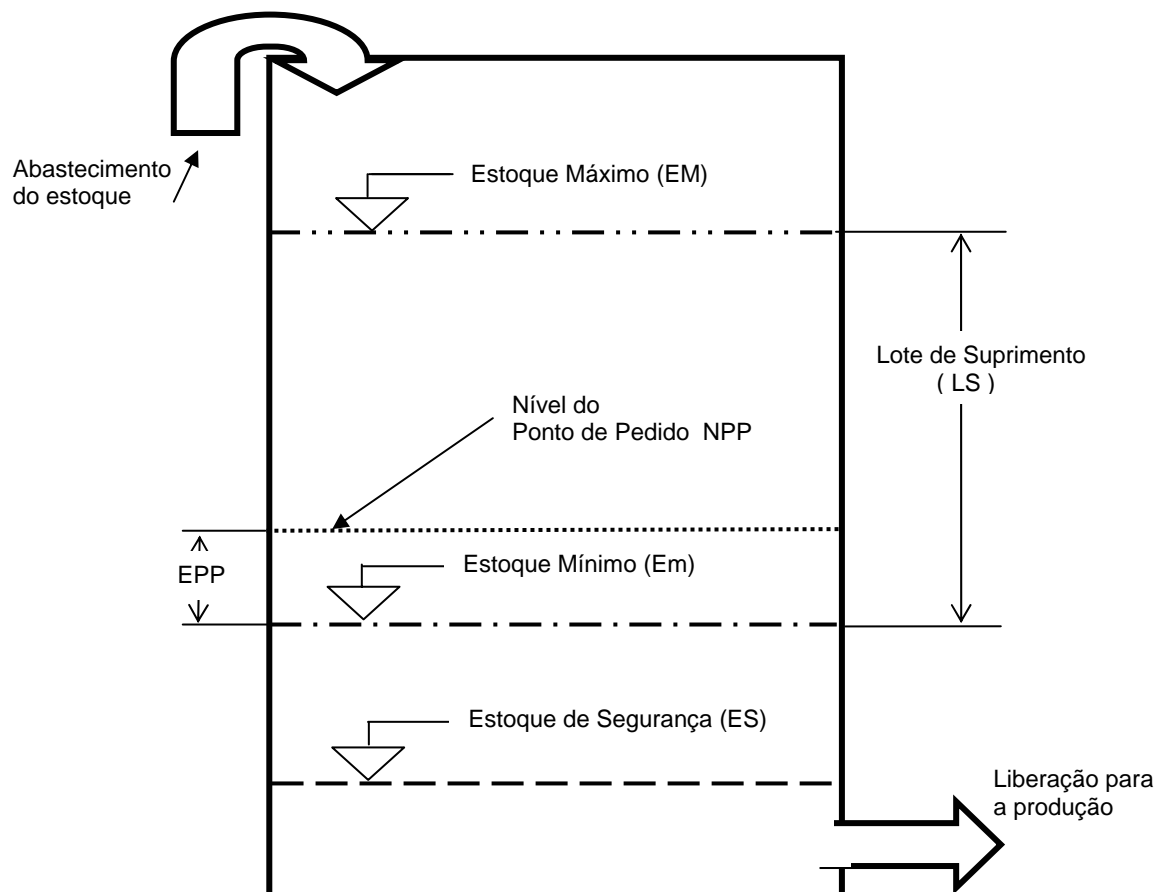 Abastecimento
do estoque
Estoque Máximo (EM)
Lote de Suprimento
( LS )
Nível do
Ponto de Pedido NPP
EPP
Estoque Mínimo (Em)
Estoque de Segurança (ES)
Liberação para
a produção